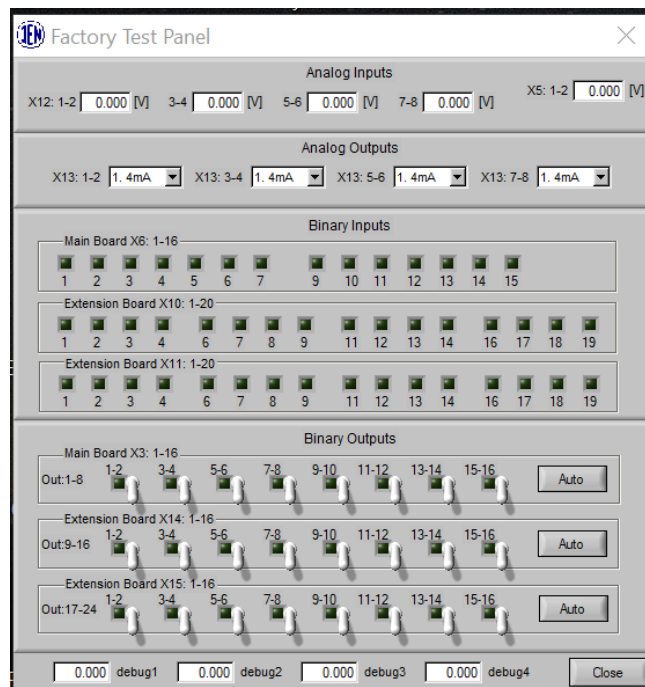 JEN Factory Test Panel
Analog Inputs
X12: 1-2 0.000 [V] 3-4 0.000 [V] 5-6 0.000 [V] 7-8 0.000 [V] X5: 1-2 0.000 [V]
Analog Outputs
X13: 1-2 1. 4mA X13: 3-4 1. 4mA X13: 5-6 1. 4mA X13: 7-8 1. 4mA
Binary Inputs
Main Board X6: 1-16
1 2 3 4 5 6 7 9 10 11 12 13 14 15
Extension Board X10: 1-20
1 2 3 4 6 7 8 9 11 12 13 14 16 17 18 19
Extension Board X11: 1-20
1 2 3 4 6 7 8 9 11 12 13 14 16 17 18 19
Binary Outputs
Main Board X3: 1-16
1-2 3-4 5-6 7-8 9-10 11-12 13-14 15-16
Out:1-8 Auto
Extension Board X14: 1-16
1-2 3-4 5-6 7-8 9-10 11-12 13-14 15-16
Out:9-16 Auto
Extension Board X15: 1-16
1-2 3-4 5-6 7-8 9-10 11-12 13-14 15-16
Out:17-24 Auto
0.000 debug1 0.000 debug2 0.000 debug3 0.000 debug4 Close